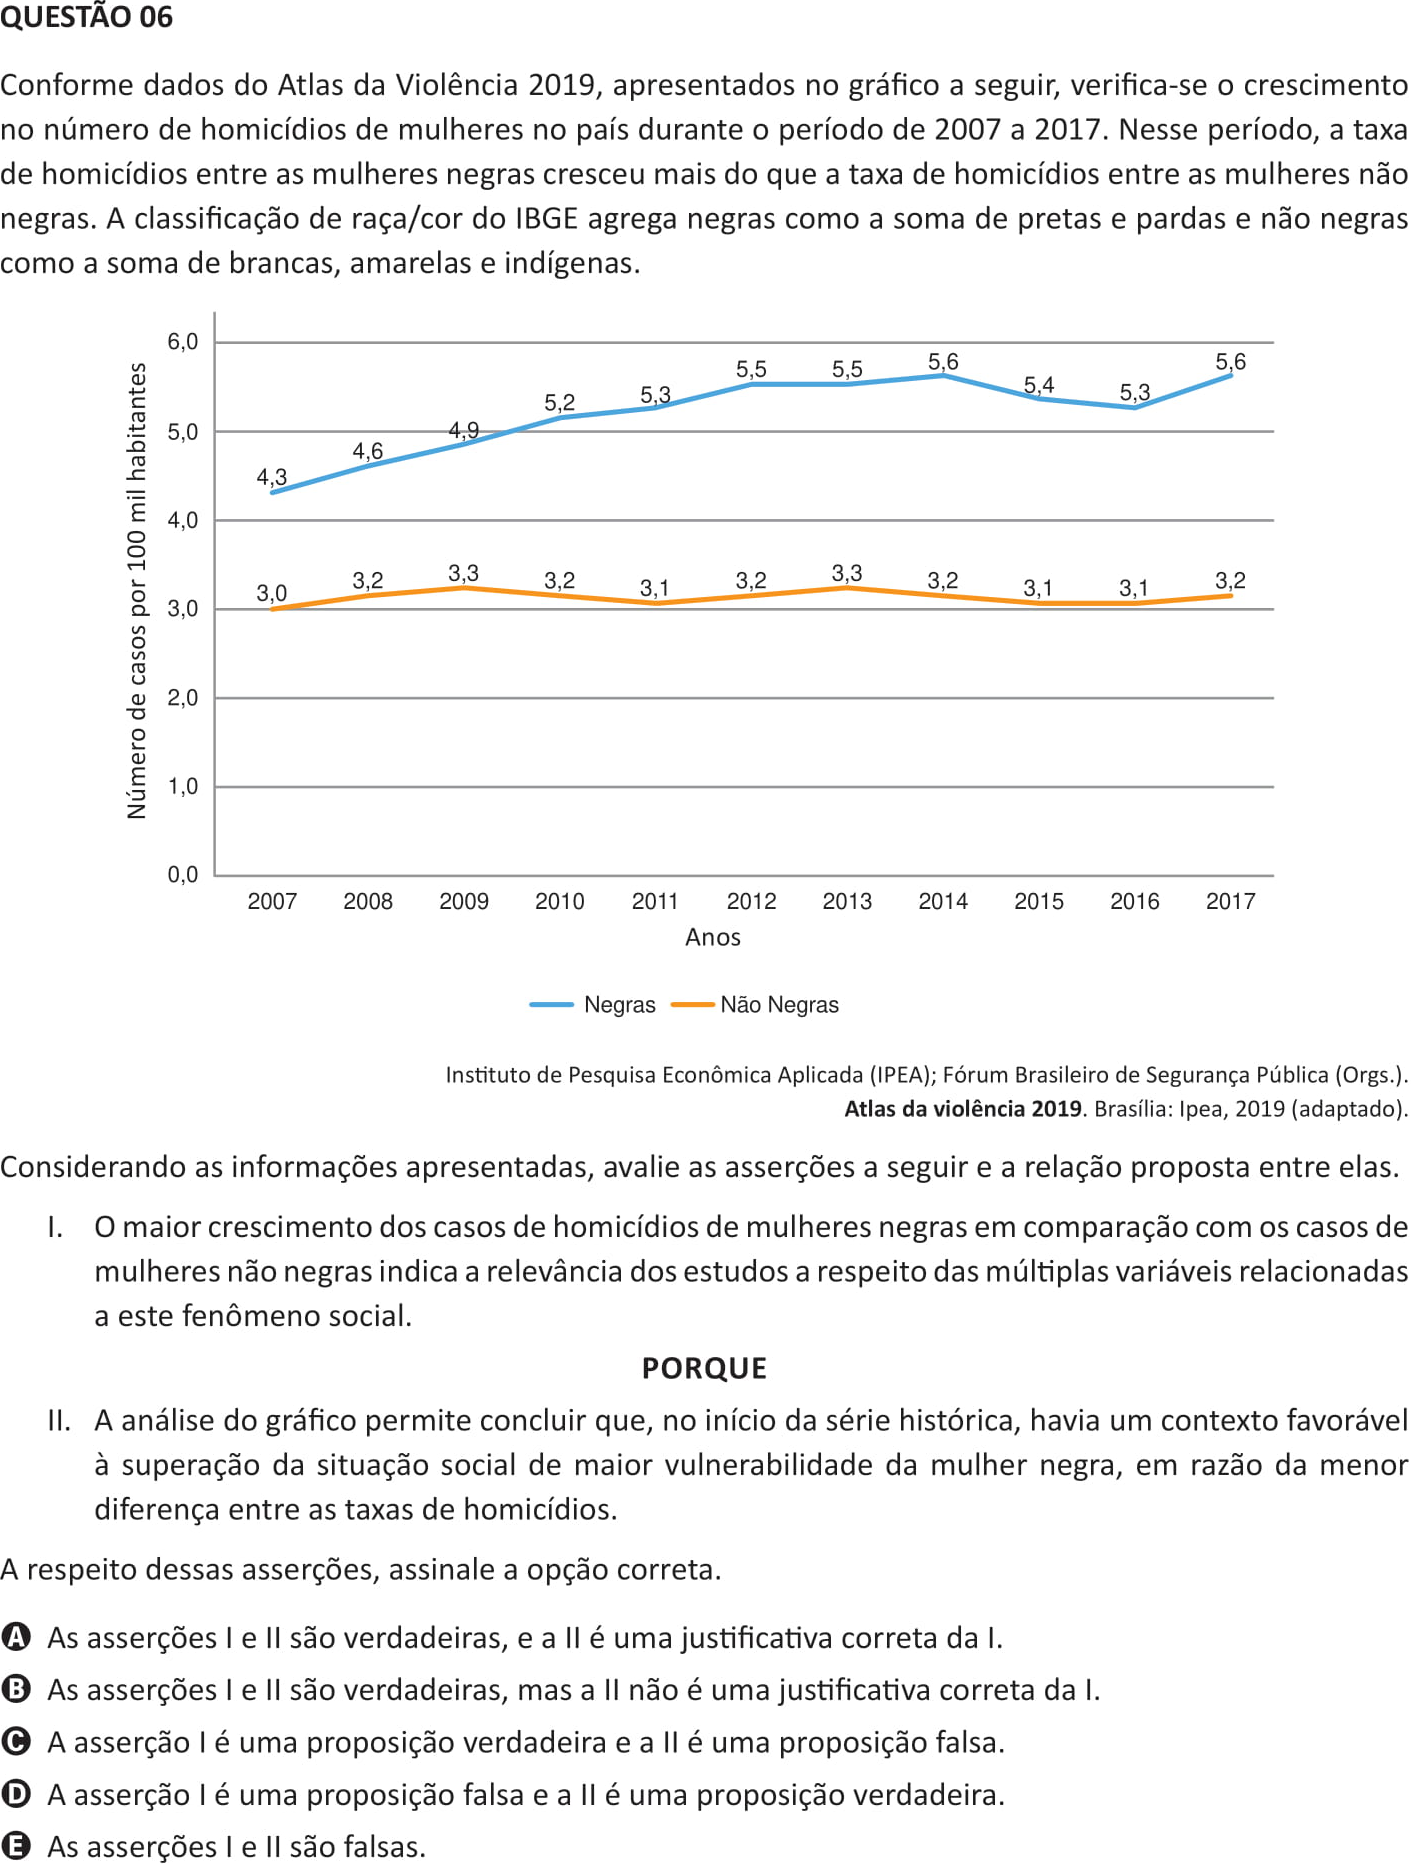 QUESTÃO 06
Conforme dados do Atlas da Violência 2019, apresentados no gráfico a seguir, verifica-se o crescimento
no número de homicídios de mulheres no país durante o período de 2007 a 2017. Nesse período, a taxa
de homicídios entre as mulheres negras cresceu mais do que a taxa de homicídios entre as mulheres não
negras. A classificação de raça/cor do IBGE agrega negras como a soma de pretas e pardas e não negras
como a soma de brancas, amarelas e indígenas.
Número de casos por 100 mil habitantes
6,0
5,0
4,0
3,0
2,0
1,0
0,0
4,3 4,6 4,9 5,2 5,3 5,5 5,5 5,6 5,4 5,3 5,6
3,0 3,2 3,3 3,2 3,1 3,2 3,3 3,2 3,1 3,1 3,2
2007 2008 2009 2010 2011 2012 2013 2014 2015 2016 2017
Anos
Negras Não Negras
Instituto de Pesquisa Econômica Aplicada (IPEA); Fórum Brasileiro de Segurança Pública (Orgs.).
Atlas da violência 2019. Brasília: Ipea, 2019 (adaptado).
Considerando as informações apresentadas, avalie as asserções a seguir e a relação proposta entre elas.
I. O maior crescimento dos casos de homicídios de mulheres negras em comparação com os casos de
mulheres não negras indica a relevância dos estudos a respeito das múltiplas variáveis relacionadas
a este fenômeno social.
PORQUE
II. A análise do gráfico permite concluir que, no início da série histórica, havia um contexto favorável
à superação da situação social de maior vulnerabilidade da mulher negra, em razão da menor
diferença entre as taxas de homicídios.
A respeito dessas asserções, assinale a opção correta.
A As asserções I e II são verdadeiras, e a II é uma justificativa correta da I.
B As asserções I e II são verdadeiras, mas a II não é uma justificativa correta da I.
C A asserção I é uma proposição verdadeira e a II é uma proposição falsa.
D A asserção I é uma proposição falsa e a II é uma proposição verdadeira.
E As asserções I e II são falsas.